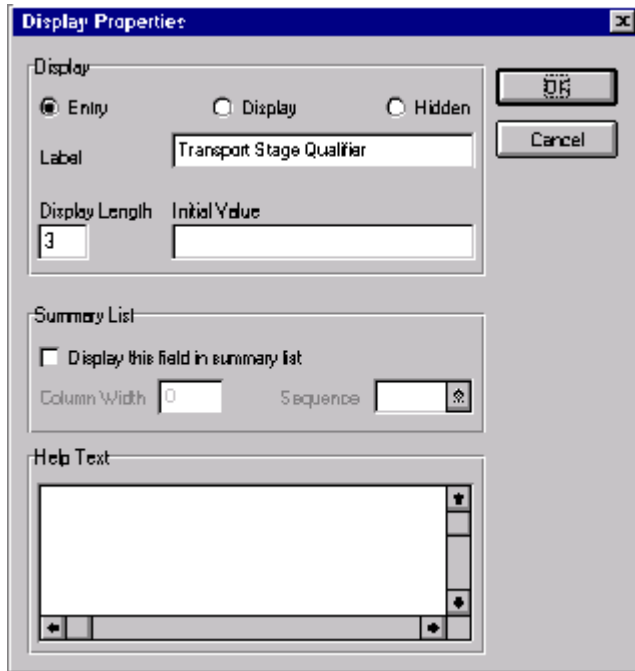 Display Properties
Display
Entry Display Hidden
OK
Label Transport Stage Qualifier
Cancel
Display Length Initial Value
3
Summary List
Display this field in summary list
Column Width 0 Sequence
Help Text